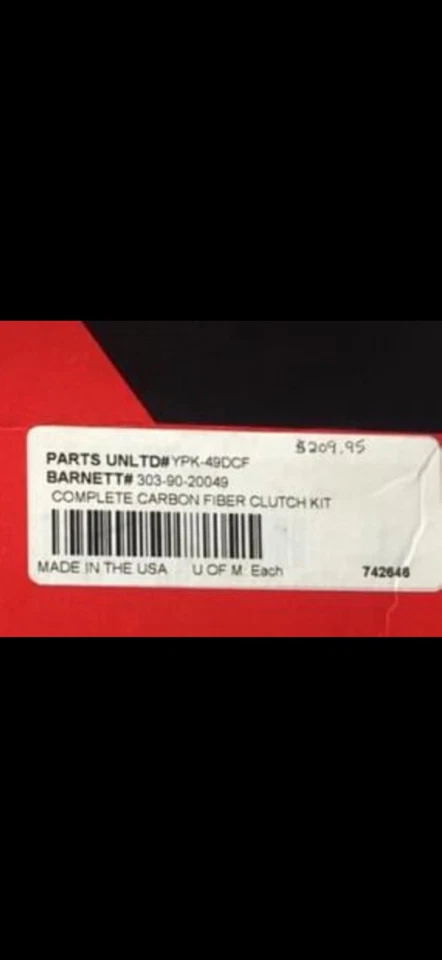 $209.95
PARTS UNLTD# YPK-49DCF
BARNETT# 303-90-20049
COMPLETE CARBON FIBER CLUTCH KIT
MADE IN THE USA U OF M Each 742646